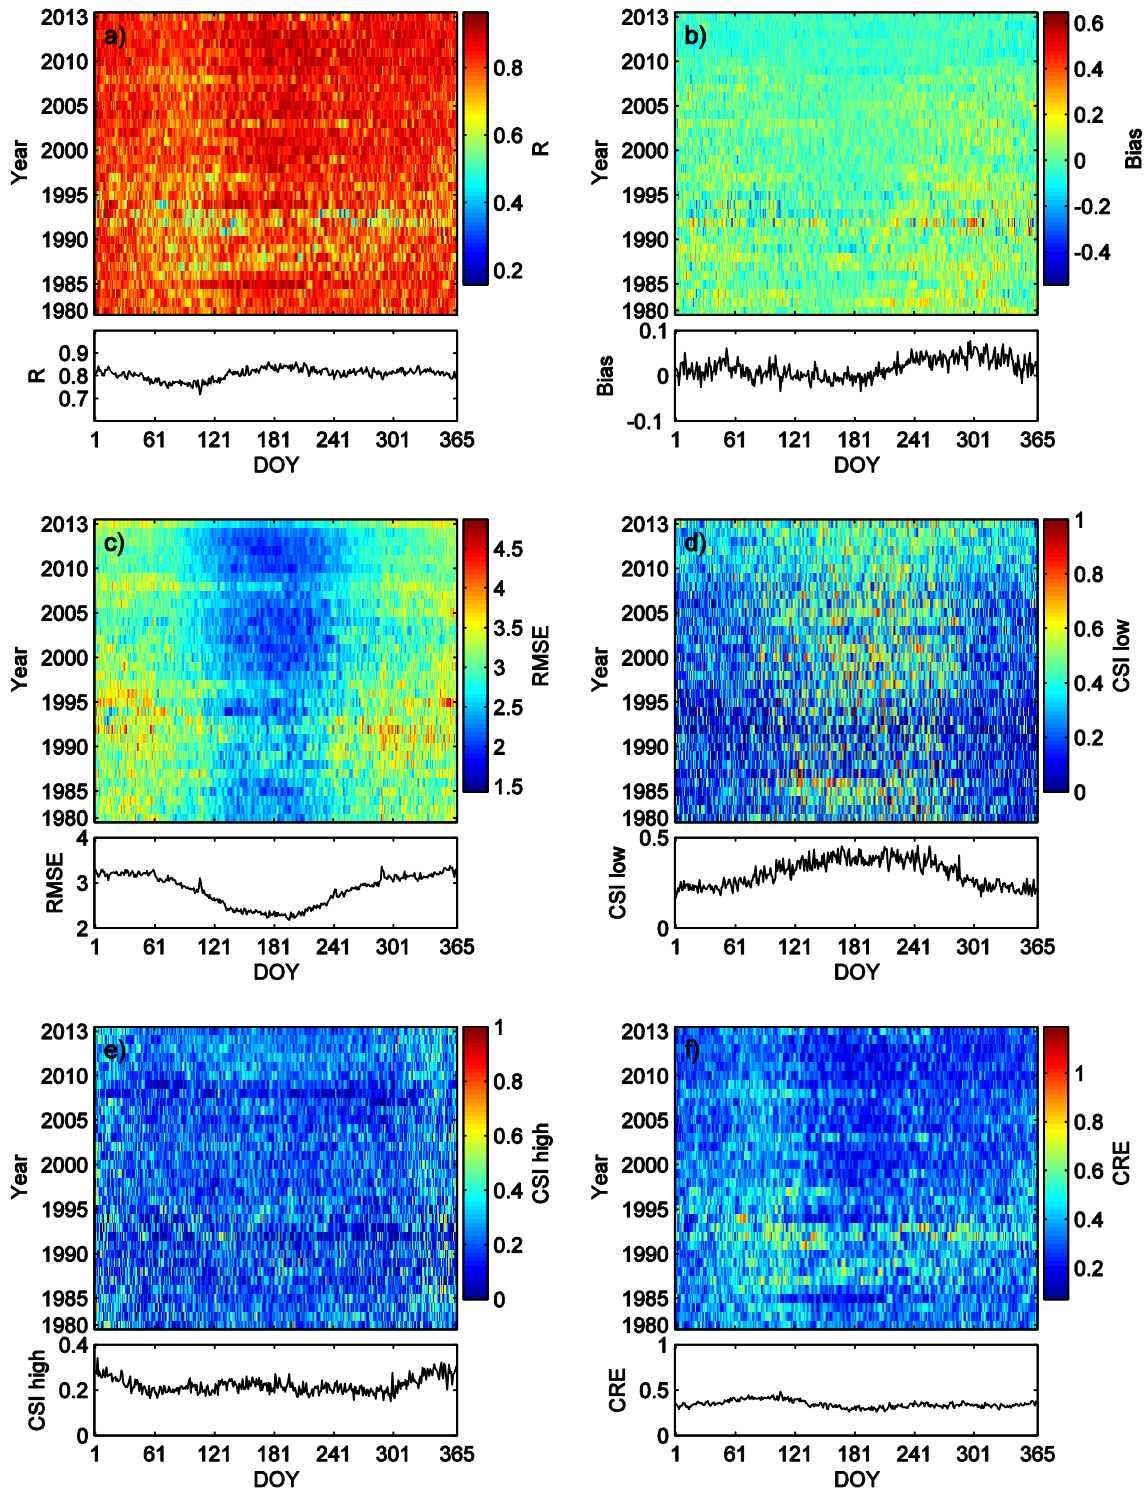 a)
2013
2010
2005
2000
1995
1990
1985
1980
Year
0.8
0.6
0.4
0.2
R
0.9
0.8
0.7
R
1 61 121 181 241 301 365
DOY
b)
2013
2010
2005
2000
1995
1990
1985
1980
Year
0.6
0.4
0.2
0
-0.2
-0.4
Bias
0.1
0
-0.1
Bias
1 61 121 181 241 301 365
DOY
c)
2013
2010
2005
2000
1995
1990
1985
1980
Year
4.5
4
3.5
3
2.5
2
1.5
RMSE
4
3
2
RMSE
1 61 121 181 241 301 365
DOY
d)
2013
2010
2005
2000
1995
1990
1985
1980
Year
1
0.8
0.6
0.4
0.2
0
CSI low
0.5
0
CSI low
1 61 121 181 241 301 365
DOY
e)
2013
2010
2005
2000
1995
1990
1985
1980
Year
1
0.8
0.6
0.4
0.2
0
CSI high
0.4
0.2
0
CSI high
1 61 121 181 241 301 365
DOY
f)
2013
2010
2005
2000
1995
1990
1985
1980
Year
1
0.8
0.6
0.4
0.2
CRE
1
0.5
0
CRE
1 61 121 181 241 301 365
DOY